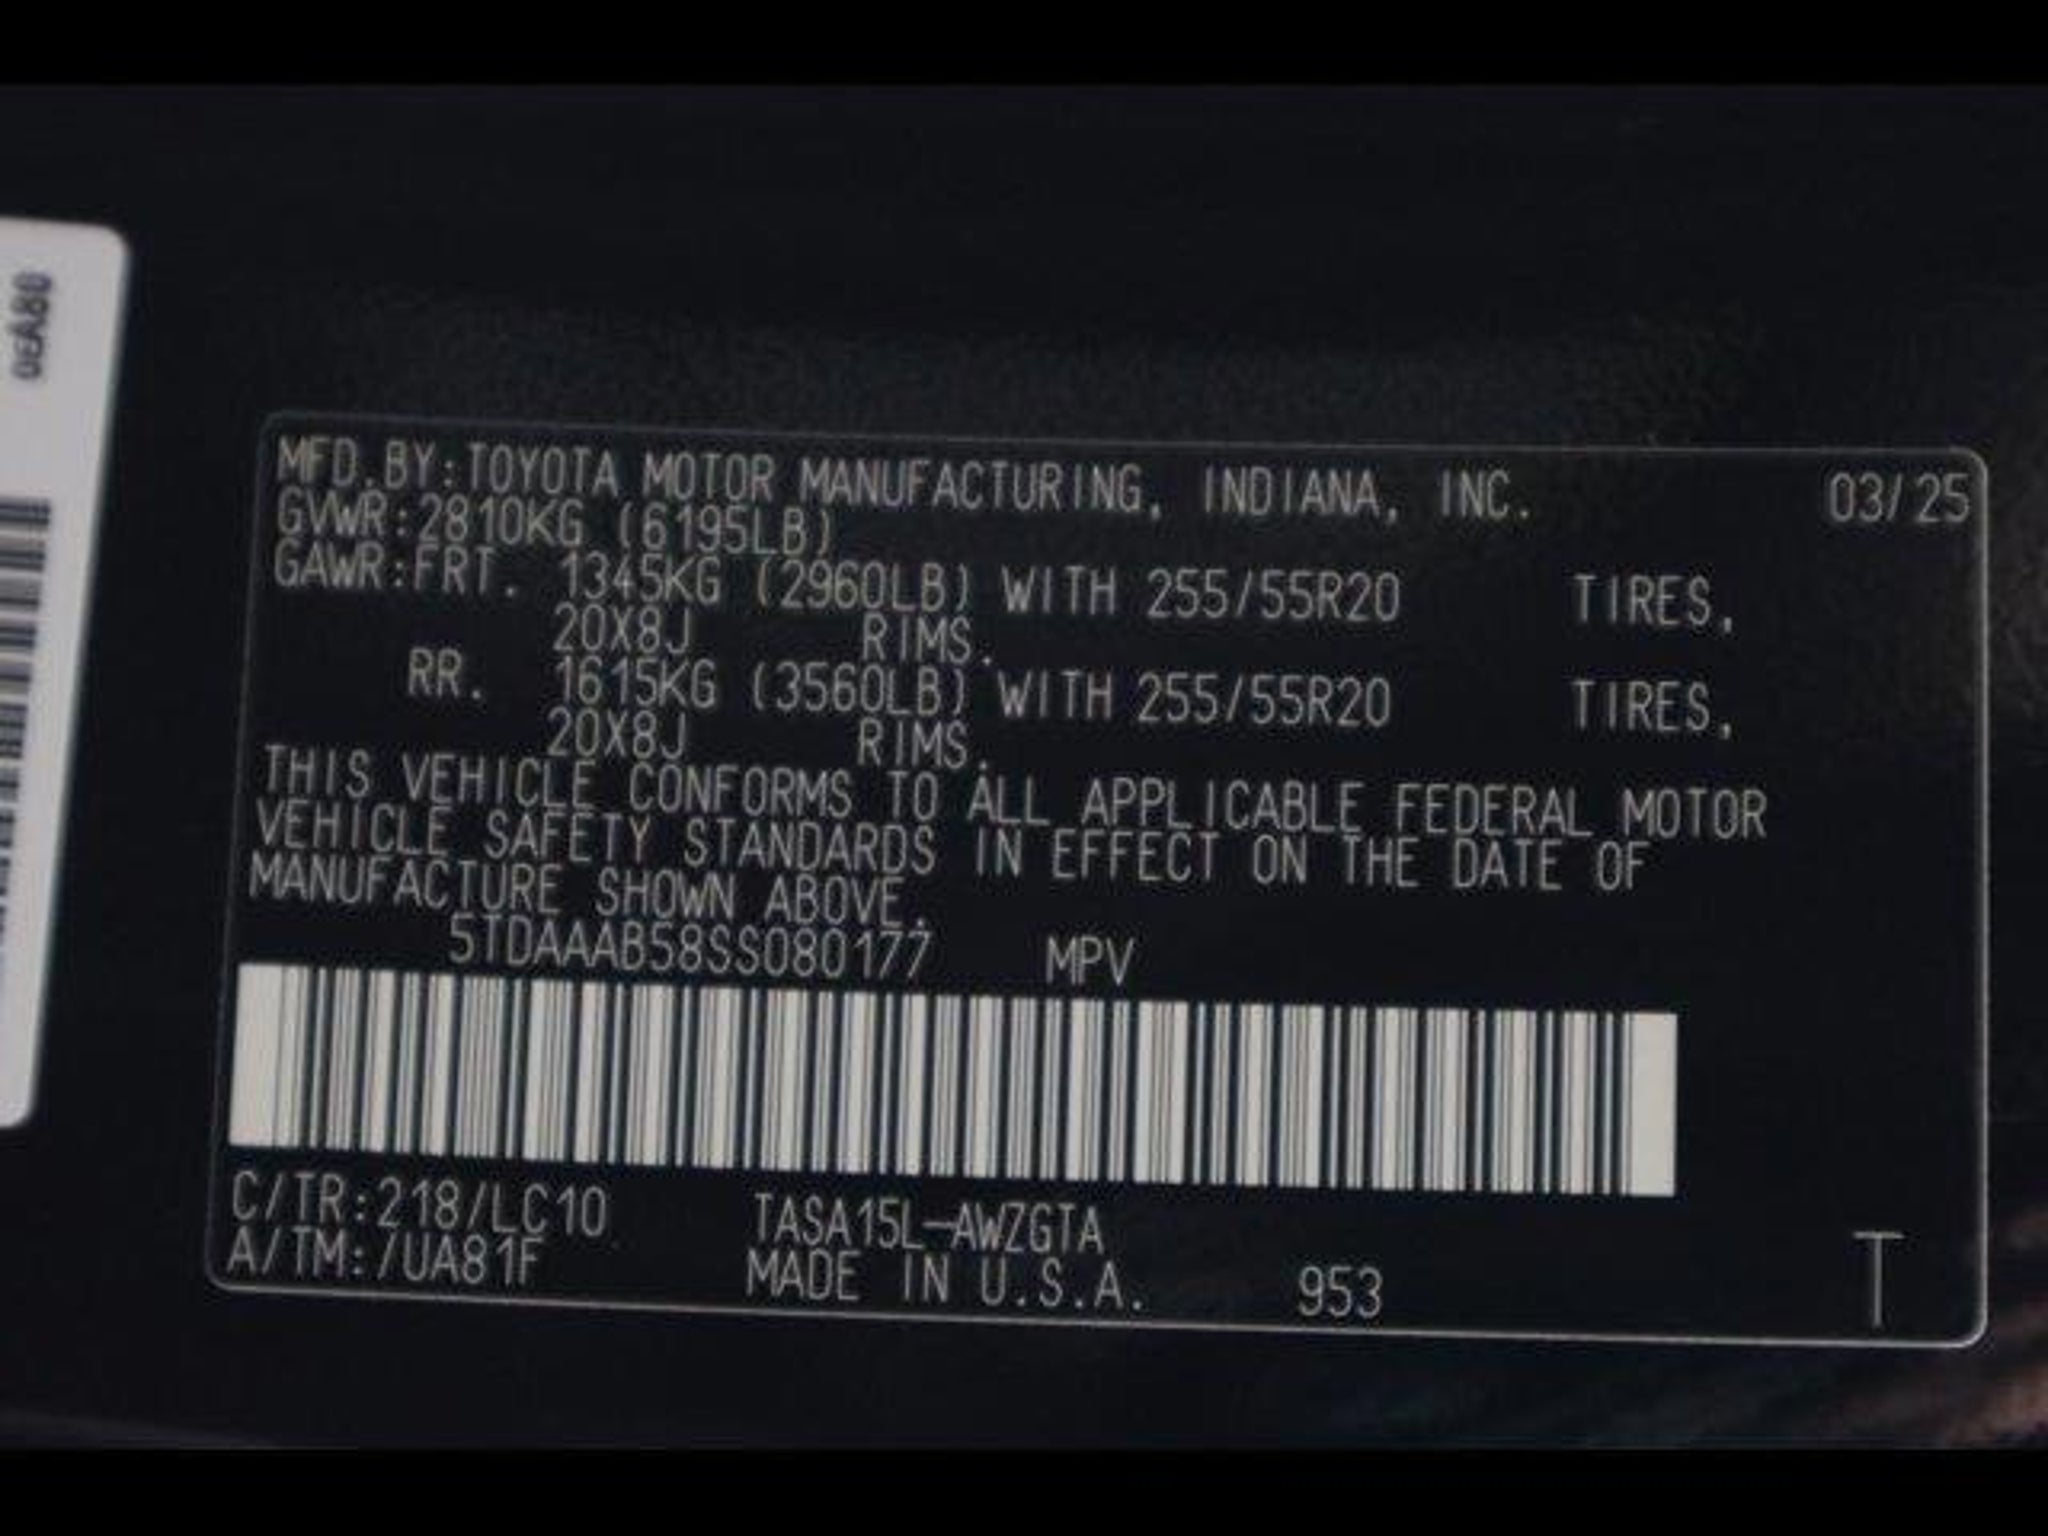 0EA80
MFD.BY:TOYOTA MOTOR MANUFACTURING, INDIANA, INC. 03/25
GVWR:2810KG (6195LB)
GAWR:FRT. 1345KG (2960LB) WITH 255/55R20 TIRES,
20X8J RIMS.
RR. 1615KG (3560LB) WITH 255/55R20 TIRES,
20X8J RIMS.
THIS VEHICLE CONFORMS TO ALL APPLICABLE FEDERAL MOTOR
VEHICLE SAFETY STANDARDS IN EFFECT ON THE DATE OF
MANUFACTURE SHOWN ABOVE.
5TDAAAB58SS080177 MPV
C/TR:218/LC10 TASA15L-AWZGTA
A/TM:/UA81F MADE IN U.S.A. 953 T